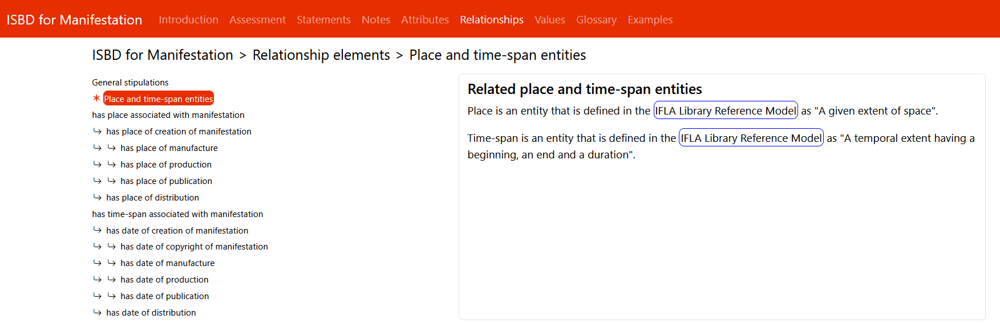 ISBD for Manifestation Introduction Assessment Statements Notes Attributes Relationships Values Glossary Examples
ISBD for Manifestation > Relationship elements > Place and time-span entities
General stipulations
* Place and time-span entities
has place associated with manifestation
↪ has place of creation of manifestation
↪ ↪ has place of manufacture
↪ ↪ has place of production
↪ ↪ has place of publication
↪ has place of distribution
has time-span associated with manifestation
↪ has date of creation of manifestation
↪ ↪ has date of copyright of manifestation
↪ ↪ has date of manufacture
↪ ↪ has date of production
↪ ↪ has date of publication
↪ has date of distribution
Related place and time-span entities
Place is an entity that is defined in the IFLA Library Reference Model as "A given extent of space".
Time-span is an entity that is defined in the IFLA Library Reference Model as "A temporal extent having a
beginning, an end and a duration".